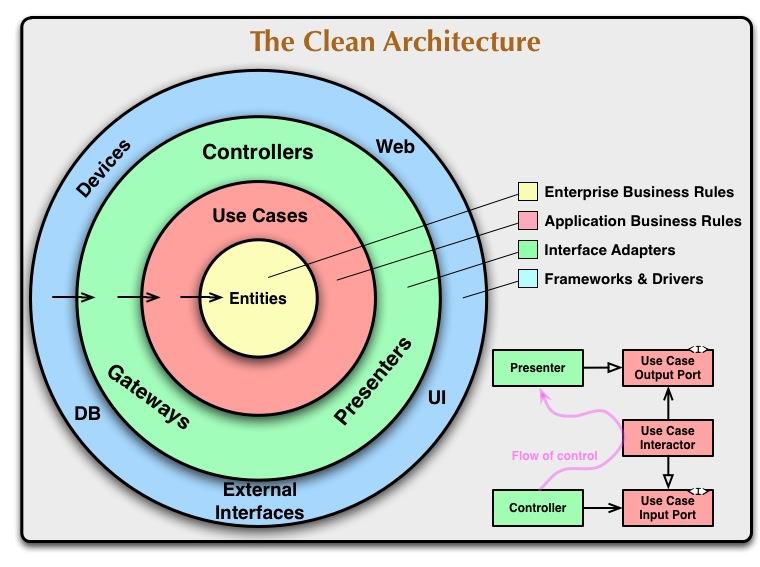 The Clean Architecture
Devices
Web
Controllers
Use Cases
Entities
Gateways
Presenters
DB
UI
External
Interfaces
Enterprise Business Rules
Application Business Rules
Interface Adapters
Frameworks & Drivers
Presenter
<I>
Use Case
Output Port
Use Case
Interactor
Flow of control
Controller
<I>
Use Case
Input Port